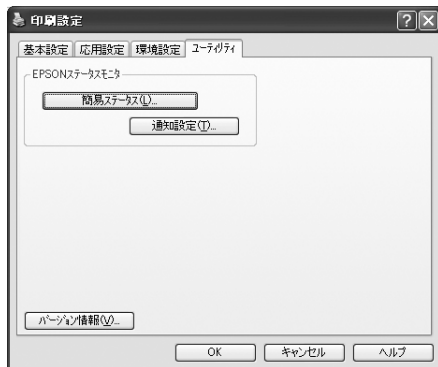 印刷設定
基本設定 応用設定 環境設定 ユーティリティ
EPSONステータスモニタ
簡易ステータス(L)...
通知設定(T)...
バージョン情報(V)...
OK キャンセル ヘルプ